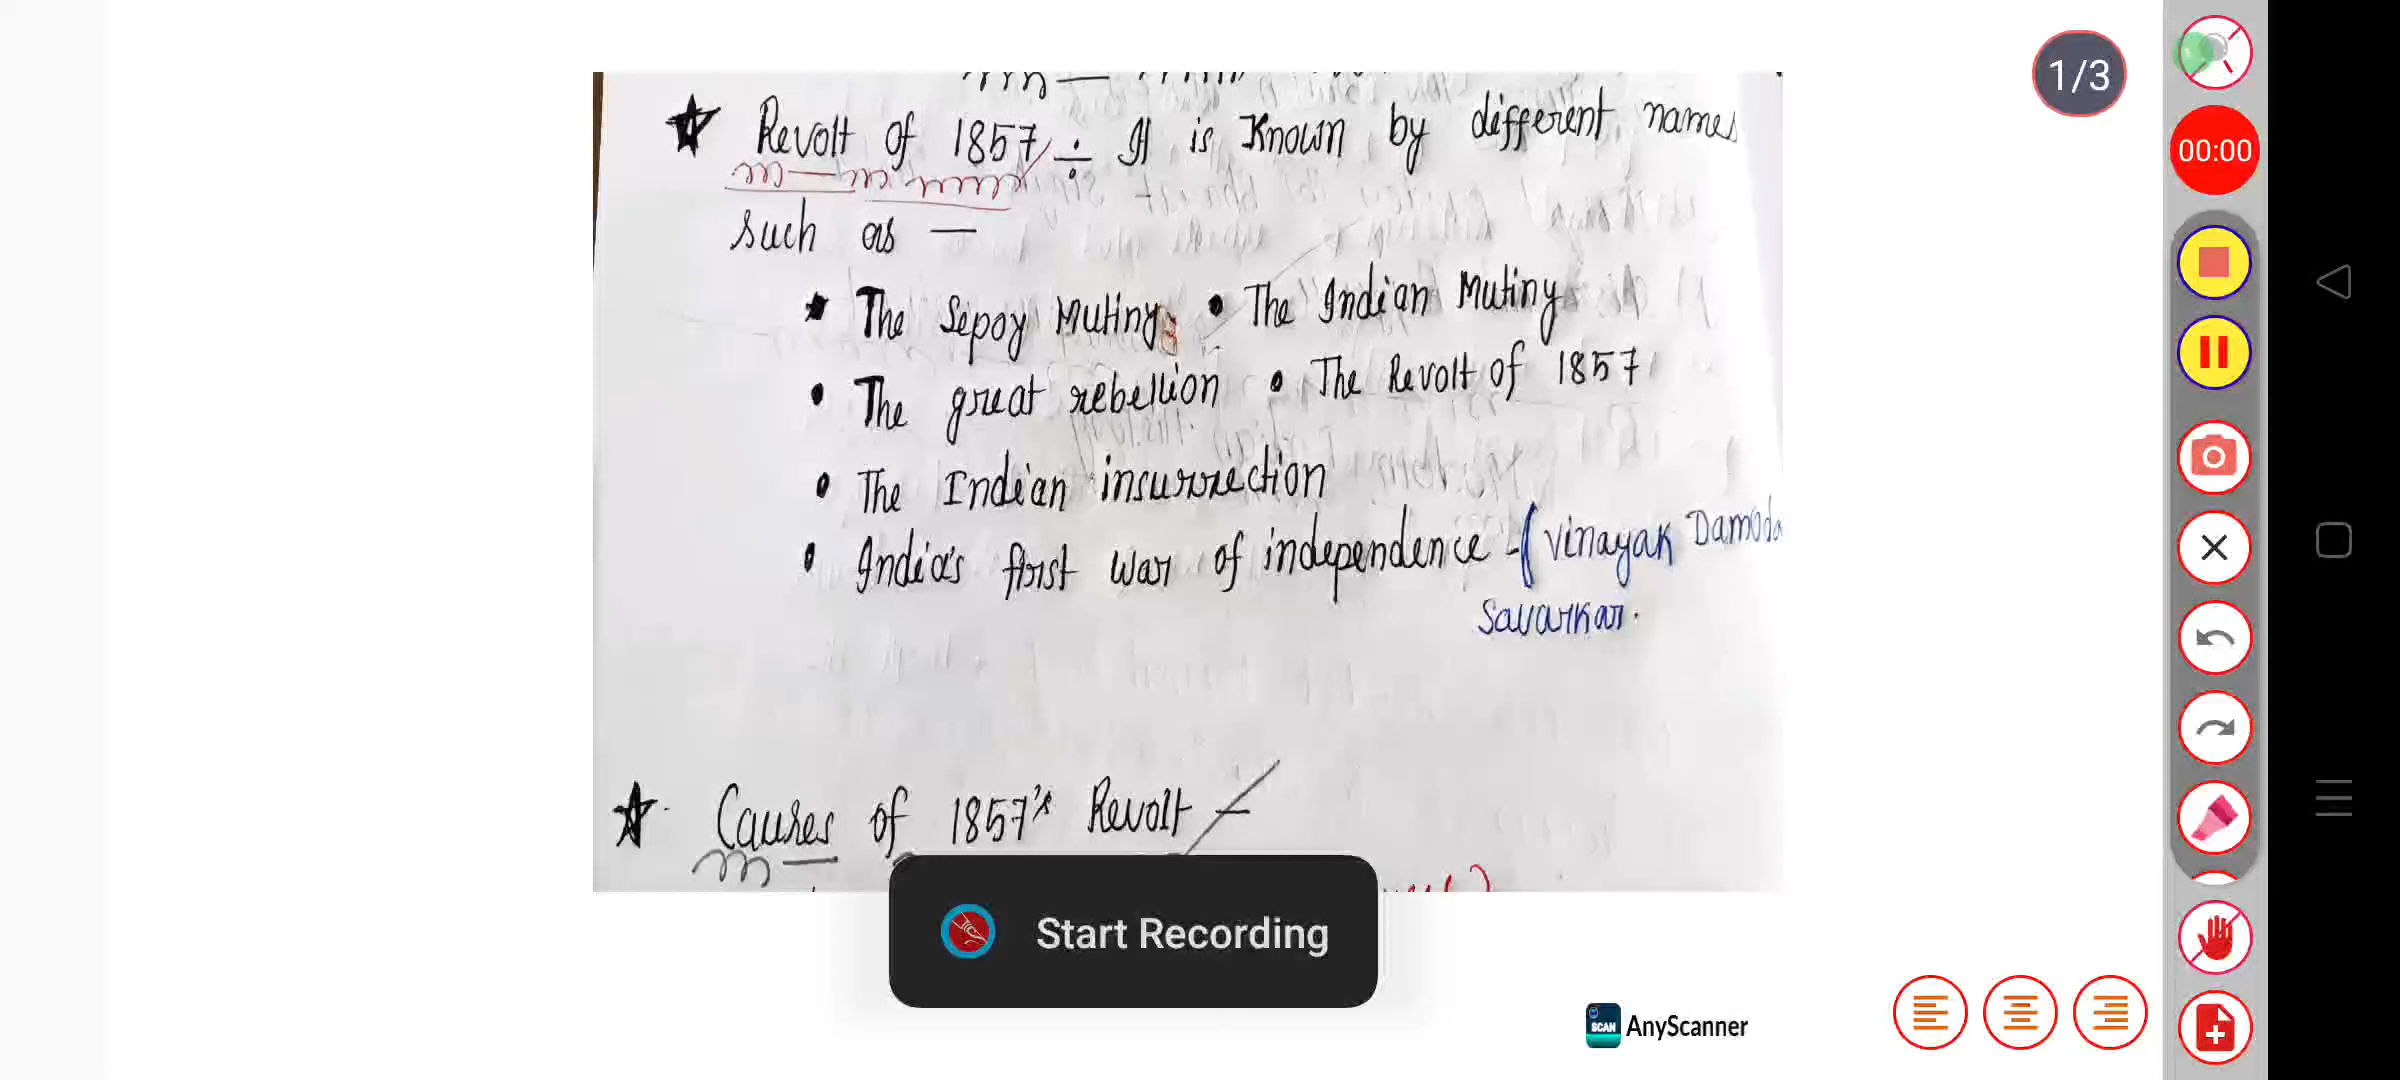 1/3
★ Revolt of 1857 ÷ It is Known by different names
00:00
such as —
★ The Sepoy Mutiny • The Indian Mutiny
• The great rebellion • The Revolt of 1857
• The Indian insurrection
• India's first war of independence - ( Vinayak Damoda
Savarkar.
★ Causes of 1857's Revolt —
Start Recording
SCAN AnyScanner